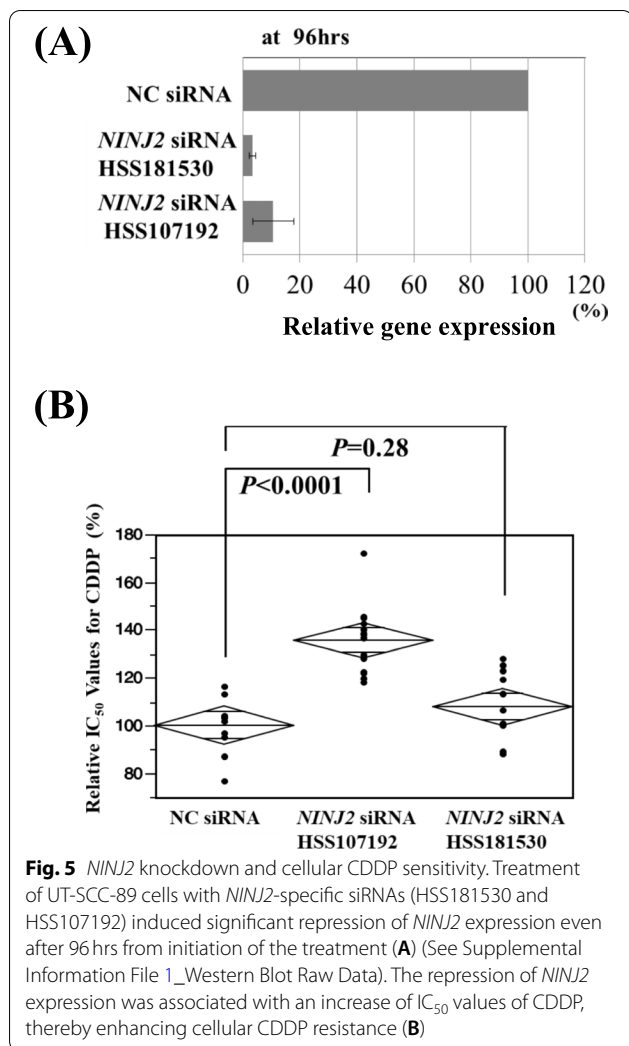 (A)
at 96hrs
NC siRNA
NINJ2 siRNA
HSS181530
NINJ2 siRNA
HSS107192
0 20 40 60 80 100 120
(%)
Relative gene expression
(B)
P=0.28
P<0.0001
Relative IC50 Values for CDDP (%)
180
160
140
120
100
80
NC siRNA
NINJ2 siRNA
HSS107192
NINJ2 siRNA
HSS181530
Fig. 5 NINJ2 knockdown and cellular CDDP sensitivity. Treatment
of UT-SCC-89 cells with NINJ2-specific siRNAs (HSS181530 and
HSS107192) induced significant repression of NINJ2 expression even
after 96 hrs from initiation of the treatment (A) (See Supplemental
Information File 1_Western Blot Raw Data). The repression of NINJ2
expression was associated with an increase of IC50 values of CDDP,
thereby enhancing cellular CDDP resistance (B)